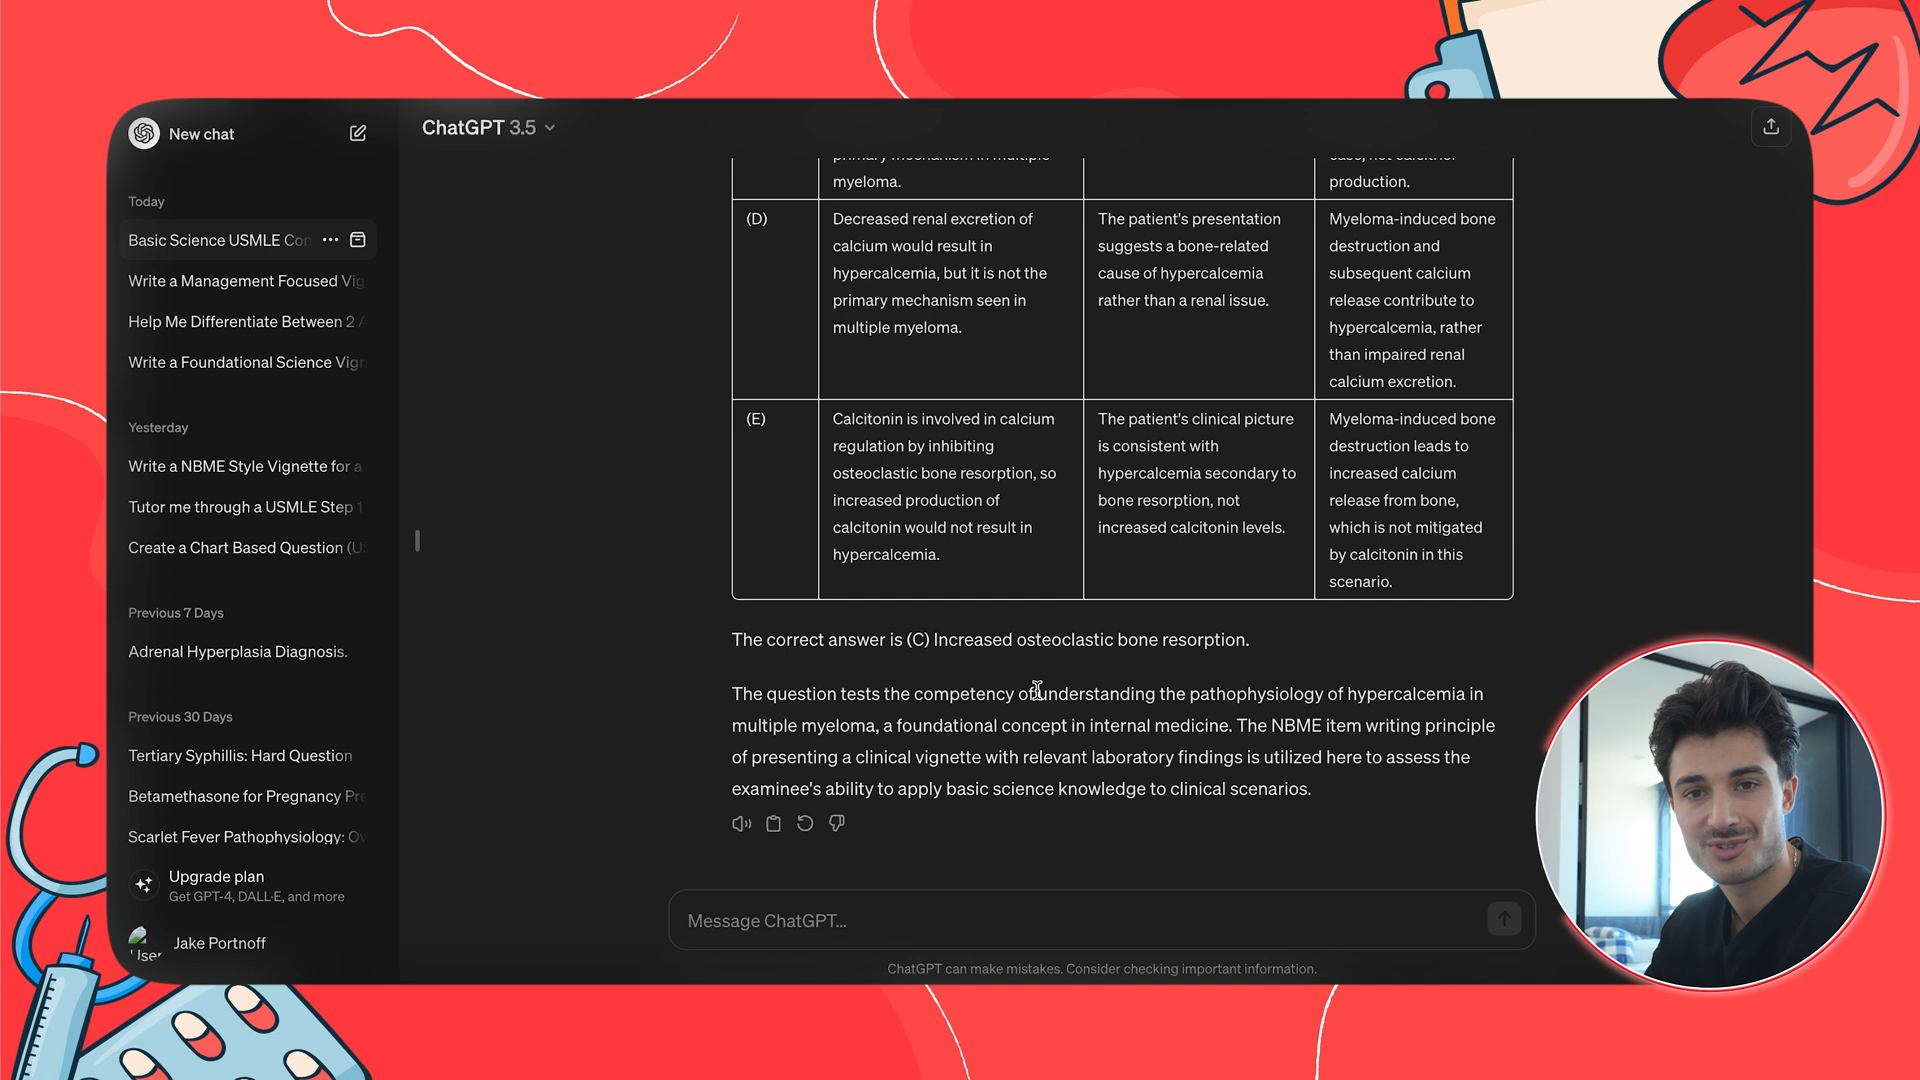 New chat
Today
Basic Science USMLE Con
Write a Management Focused Vig
Help Me Differentiate Between 2
Write a Foundational Science Vign
Yesterday
Write a NBME Style Vignette for a
Tutor me through a USMLE Step 1
Create a Chart Based Question (US
Previous 7 Days
Adrenal Hyperplasia Diagnosis.
Previous 30 Days
Tertiary Syphillis: Hard Question
Betamethasone for Pregnancy Pre
Scarlet Fever Pathophysiology: Ov
Upgrade plan
Get GPT-4, DALL·E, and more
User
Jake Portnoff
ChatGPT 3.5
primary mechanism in multiple
myeloma.
production.
(D)
Decreased renal excretion of
calcium would result in
hypercalcemia, but it is not the
primary mechanism seen in
multiple myeloma.
The patient's presentation
suggests a bone-related
cause of hypercalcemia
rather than a renal issue.
Myeloma-induced bone
destruction and
subsequent calcium
release contribute to
hypercalcemia, rather
than impaired renal
calcium excretion.
(E)
Calcitonin is involved in calcium
regulation by inhibiting
osteoclastic bone resorption, so
increased production of
calcitonin would not result in
hypercalcemia.
The patient's clinical picture
is consistent with
hypercalcemia secondary to
bone resorption, not
increased calcitonin levels.
Myeloma-induced bone
destruction leads to
increased calcium
release from bone,
which is not mitigated
by calcitonin in this
scenario.
The correct answer is (C) Increased osteoclastic bone resorption.
The question tests the competency of understanding the pathophysiology of hypercalcemia in
multiple myeloma, a foundational concept in internal medicine. The NBME item writing principle
of presenting a clinical vignette with relevant laboratory findings is utilized here to assess the
examinee's ability to apply basic science knowledge to clinical scenarios.
Message ChatGPT...
ChatGPT can make mistakes. Consider checking important information.